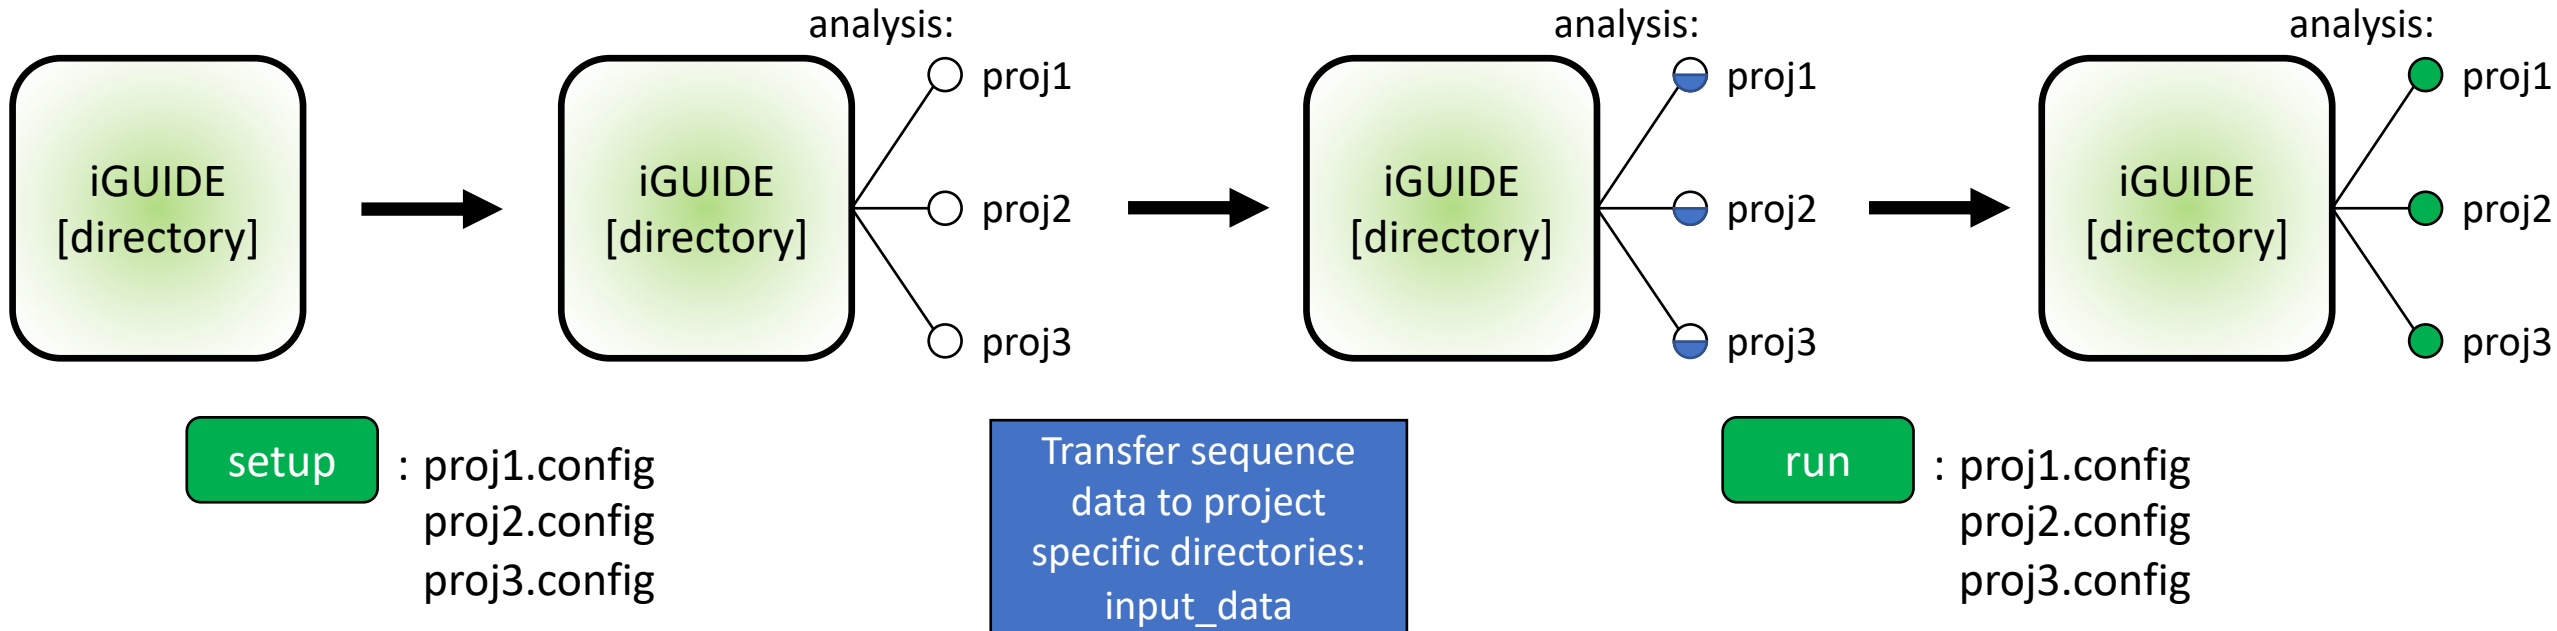 analysis:
analysis:
analysis:
iGUIDE
[directory]
iGUIDE
[directory]
proj1
proj2
proj3
iGUIDE
[directory]
proj1
proj2
proj3
iGUIDE
[directory]
proj1
proj2
proj3
setup : proj1.config
proj2.config
proj3.config
Transfer sequence
data to project
specific directories:
input_data
run : proj1.config
proj2.config
proj3.config